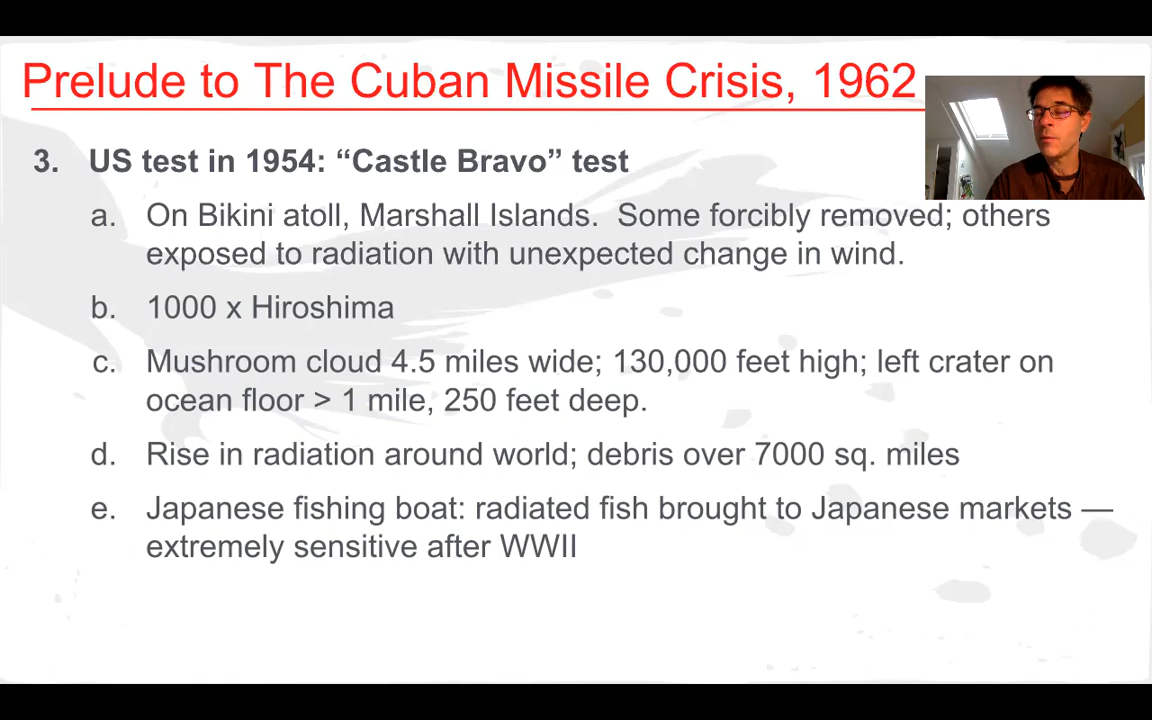 Prelude to The Cuban Missile Crisis, 1962
3. US test in 1954: “Castle Bravo” test
a. On Bikini atoll, Marshall Islands.  Some forcibly removed; others
exposed to radiation with unexpected change in wind.
b. 1000 x Hiroshima
c. Mushroom cloud 4.5 miles wide; 130,000 feet high; left crater on
ocean floor > 1 mile, 250 feet deep.
d. Rise in radiation around world; debris over 7000 sq. miles
e. Japanese fishing boat: radiated fish brought to Japanese markets —
extremely sensitive after WWII